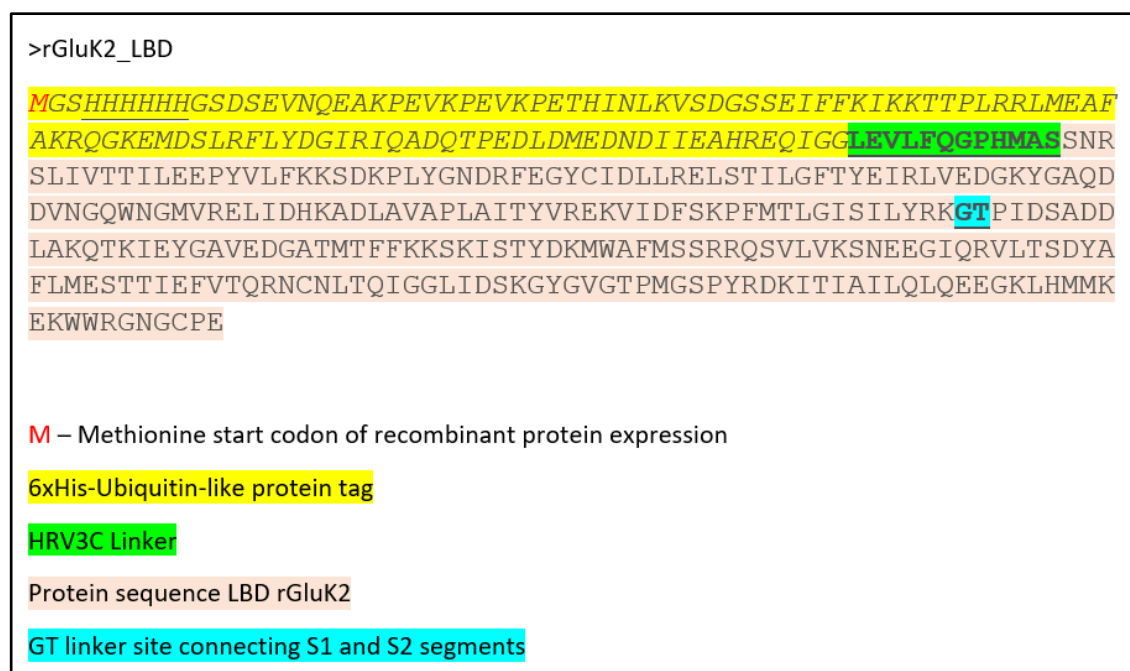 >rGluK2_LBD
MGSHHHHHHGSDSEVNQEAKPEVKPEVKPETHINLKVSDGSSEIFFKIKKTTPLRRLMEAF
AKRQGKEMDSLRFLYDGIRIQADQTPEDLDMEDNDIIEAHREQIGGLEVLFQGPHMASSNR
SLIVTTILEEPYVLFKKSDKPLYGNDRFEGYCIDLLRELSTILGFTYEIRLVEDGKYGAQD
DVNGQWNGMVRELIDHKADLAVAPLAITYVREKVIDFSKPFMTLGISILYRKGTPIDSADD
LAKQTKIEYGAVEDGATMTFFKKSKISTYDKMWAFMSSRRQSVLVKSNEEGIQRVLTSDYA
FLMESTTIEFVTQRNCNLTQIGGLIDSKGYGVGTPMGSPYRDKITIAILQLQEEGKLHMMK
EKWWRGNGCPE
M – Methionine start codon of recombinant protein expression
6xHis-Ubiquitin-like protein tag
HRV3C Linker
Protein sequence LBD rGluK2
GT linker site connecting S1 and S2 segments